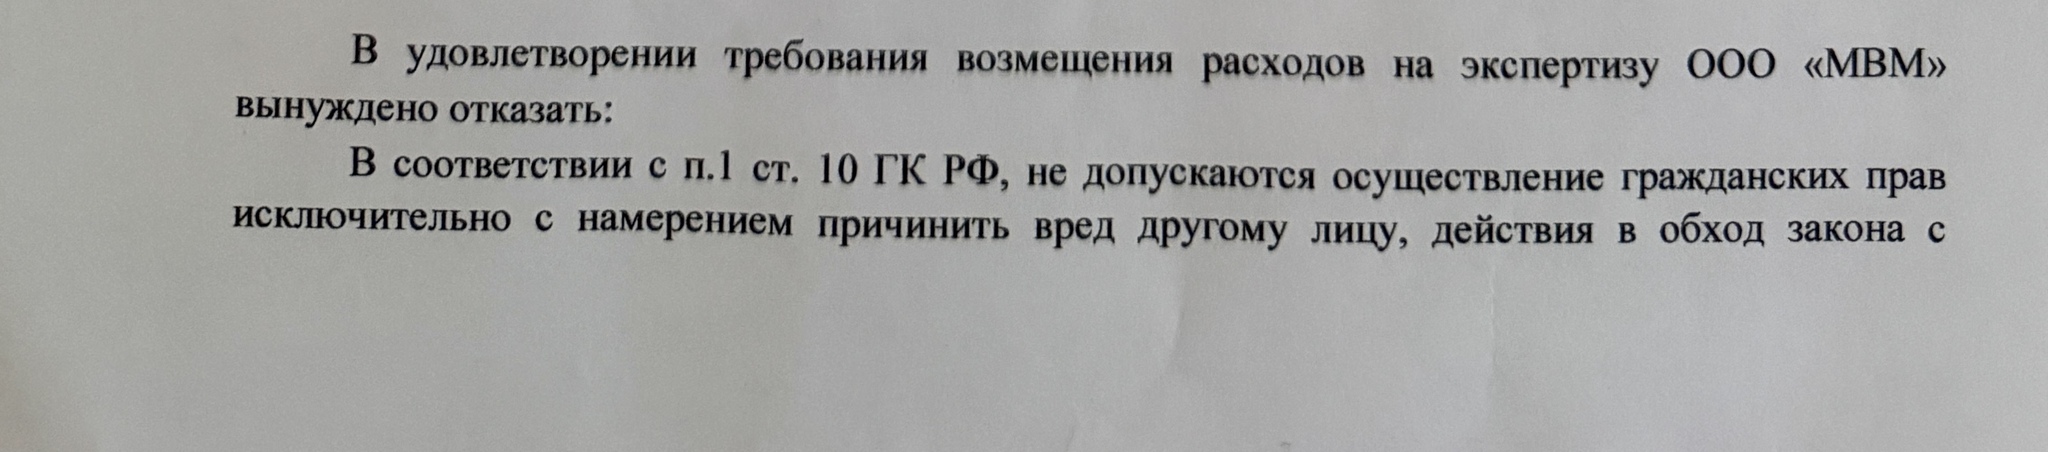 В удовлетворении требования возмещения расходов на экспертизу ООО «МВМ»
вынуждено отказать:
В соответствии с п.1 ст. 10 ГК РФ, не допускаются осуществление гражданских прав
исключительно с намерением причинить вред другому лицу, действия в обход закона с